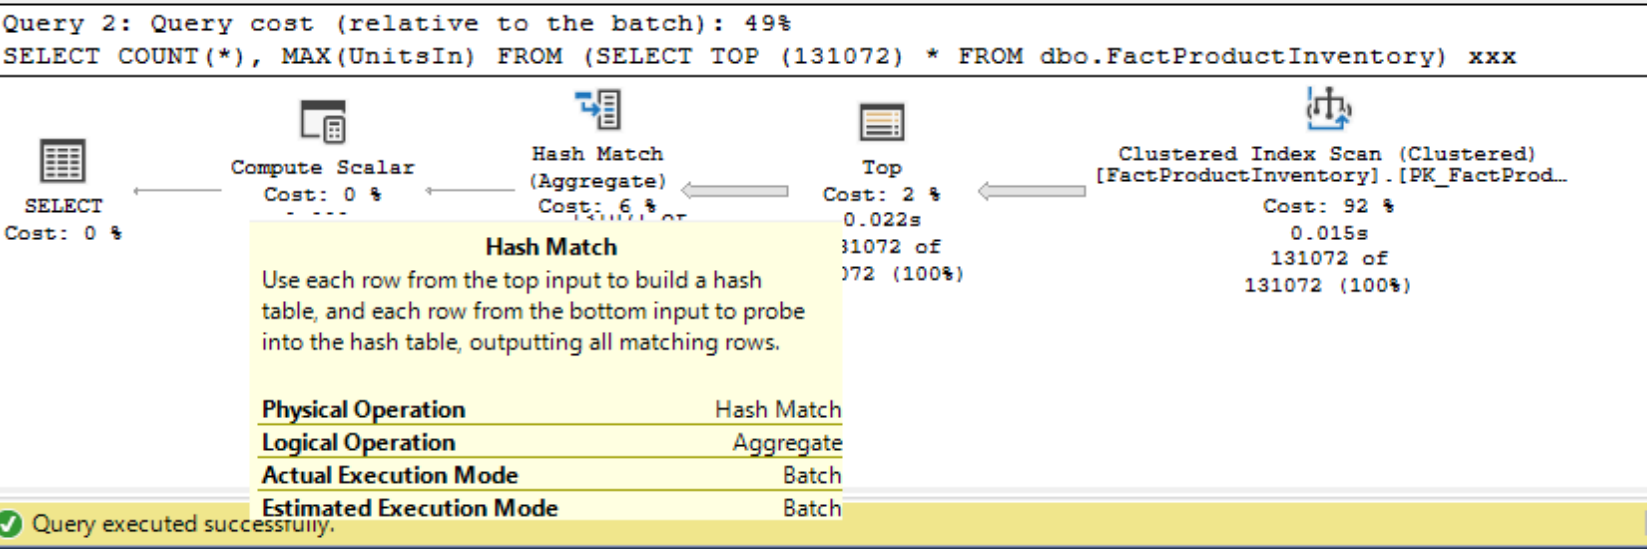 Query 2: Query cost (relative to the batch): 49%
SELECT COUNT(*), MAX(UnitsIn) FROM (SELECT TOP (131072) * FROM dbo.FactProductInventory) xxx
SELECT
Cost: 0 %
Compute Scalar
Cost: 0 %
Hash Match
(Aggregate)
Cost: 6 %
Top
Cost: 2 %
0.022s
31072 of
072 (100%)
Clustered Index Scan (Clustered)
[FactProductInventory].[PK_FactProd…
Cost: 92 %
0.015s
131072 of
131072 (100%)
Hash Match
Use each row from the top input to build a hash
table, and each row from the bottom input to probe
into the hash table, outputting all matching rows.
Physical Operation Hash Match
Logical Operation Aggregate
Actual Execution Mode Batch
Estimated Execution Mode Batch
Query executed successfully.